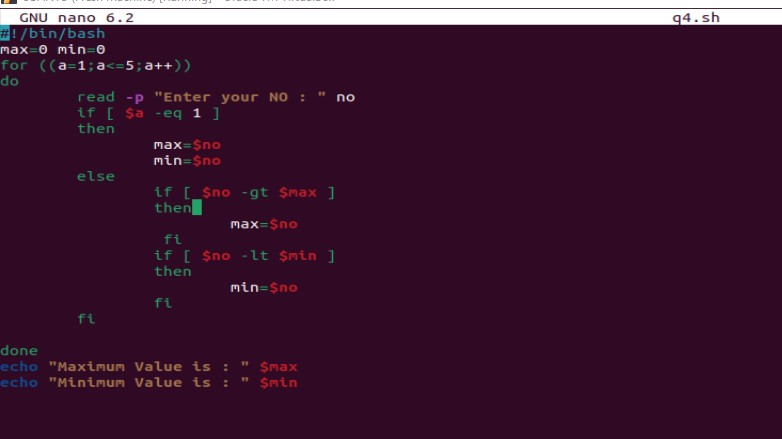 GNU nano 6.2 q4.sh
#!/bin/bash
max=0 min=0
for ((a=1;a<=5;a++))
do
        read -p "Enter your NO : " no
        if [ $a -eq 1 ]
        then
                max=$no
                min=$no
        else
                if [ $no -gt $max ]
                then
                        max=$no
                 fi
                if [ $no -lt $min ]
                then
                        min=$no
                fi
        fi

done
echo "Maximum Value is : " $max
echo "Minimum Value is : " $min